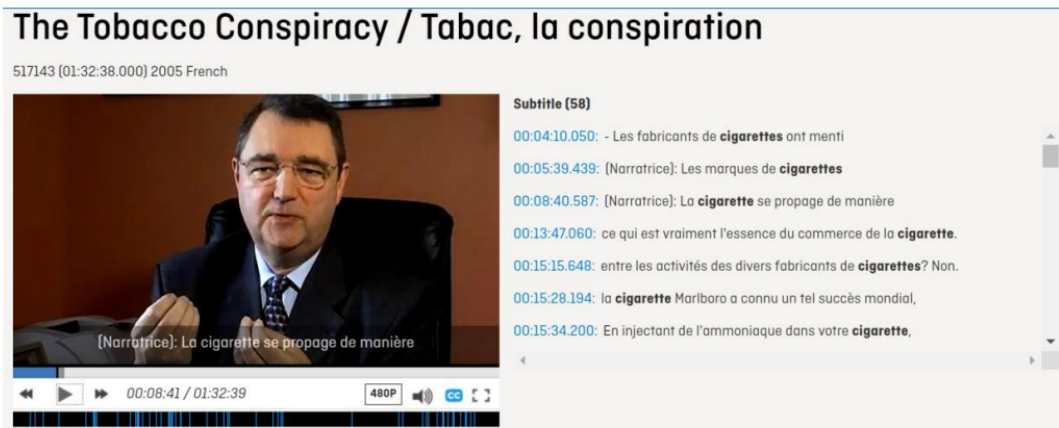 The Tobacco Conspiracy / Tabac, la conspiration
517143 (01:32:38.000) 2005 French
(Narratrice): La cigarette se propage de manière
00:08:41 / 01:32:39
480P
CC
Subtitle (58)
00:04:10.050: - Les fabricants de cigarettes ont menti
00:05:39.439: (Narratrice): Les marques de cigarettes
00:08:40.587: (Narratrice): La cigarette se propage de manière
00:13:47.060: ce qui est vraiment l'essence du commerce de la cigarette.
00:15:15.648: entre les activités des divers fabricants de cigarettes? Non.
00:15:28.194: la cigarette Marlboro a connu un tel succès mondial,
00:15:34.200: En injectant de l'ammoniaque dans votre cigarette,